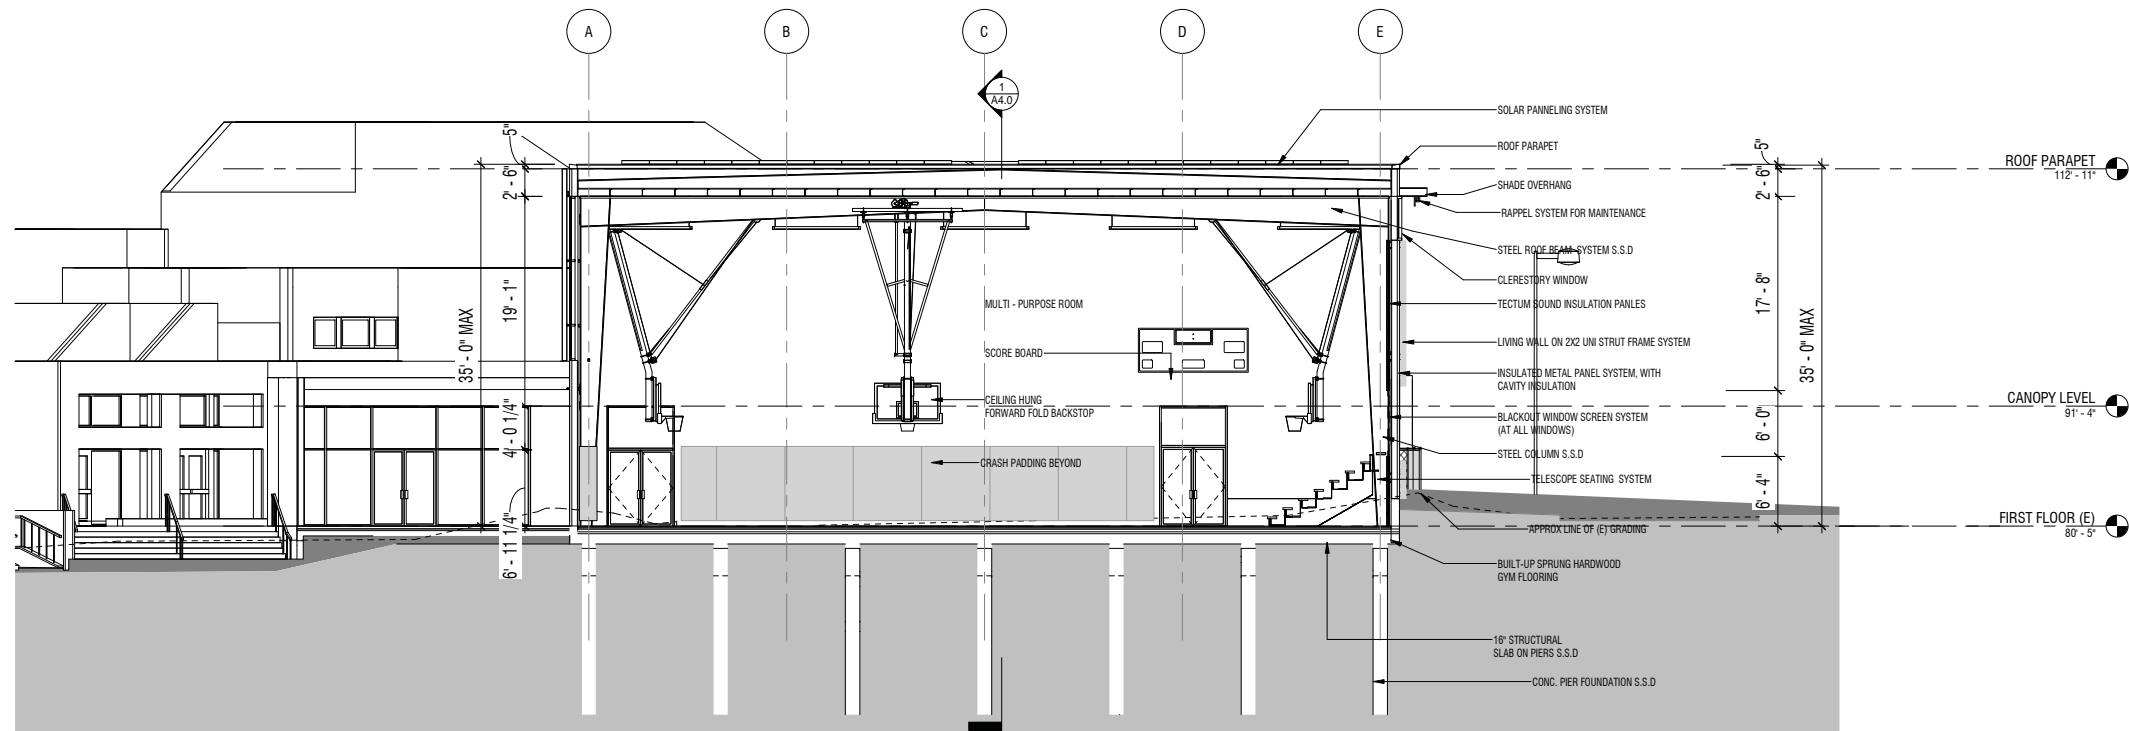 A
B
C
D
E
1
A4.0
SOLAR PANNELING SYSTEM
ROOF PARAPET
SHADE OVERHANG
RAPPEL SYSTEM FOR MAINTENANCE
STEEL ROOF BEAM SYSTEM S.S.D
CLERESTORY WINDOW
TECTUM SOUND INSULATION PANLES
LIVING WALL ON 2X2 UNI STRUT FRAME SYSTEM
INSULATED METAL PANEL SYSTEM, WITH
CAVITY INSULATION
BLACKOUT WINDOW SCREEN SYSTEM
(AT ALL WINDOWS)
STEEL COLUMN S.S.D
TELESCOPE SEATING SYSTEM
APPROX LINE OF (E) GRADING
BUILT-UP SPRUNG HARDWOOD
GYM FLOORING
16" STRUCTURAL
SLAB ON PIERS S.S.D
CONC. PIER FOUNDATION S.S.D
MULTI - PURPOSE ROOM
SCORE BOARD
CEILING HUNG
FORWARD FOLD BACKSTOP
CRASH PADDING BEYOND
5"
2' - 6"
19' - 1"
35' - 0" MAX
4' - 0 1/4"
6' - 11 1/4"
5"
2' - 6"
17' - 8"
35' - 0" MAX
6' - 0"
6' - 4"
ROOF PARAPET
112' - 11"
CANOPY LEVEL
91' - 4"
FIRST FLOOR (E)
80' - 5"